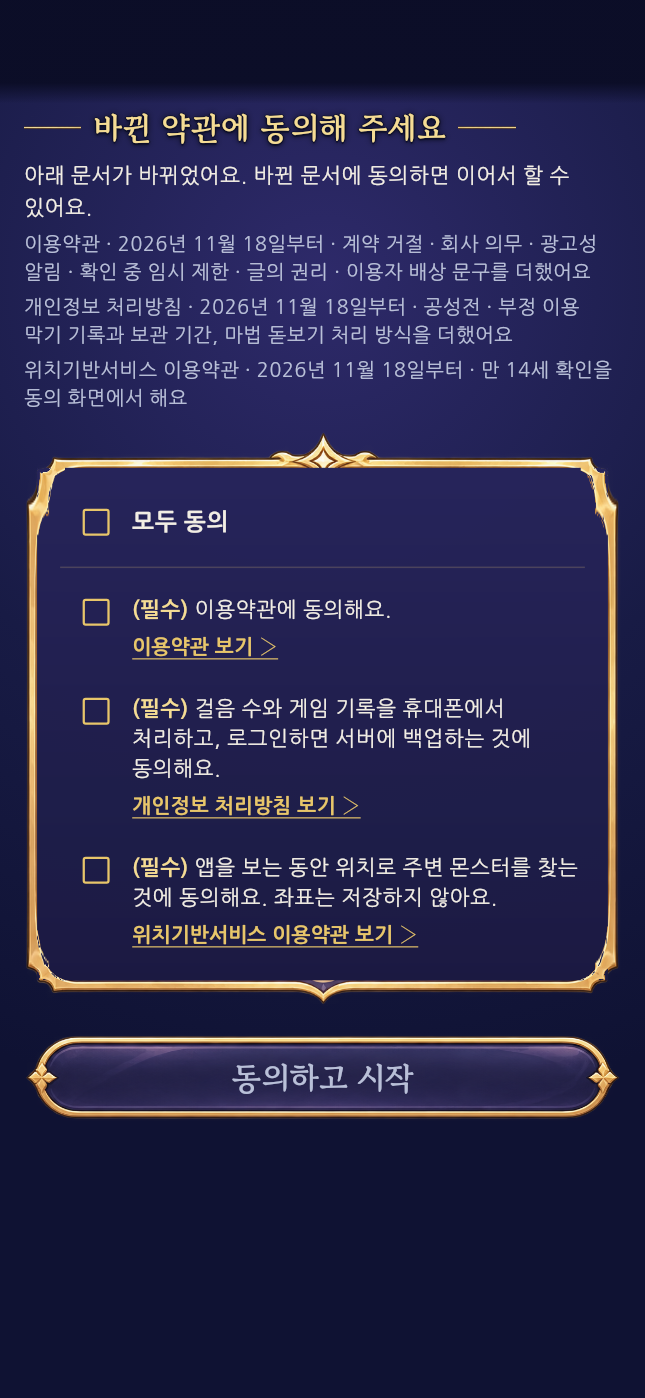 바뀐 약관에 동의해 주세요
아래 문서가 바뀌었어요. 바뀐 문서에 동의하면 이어서 할 수
있어요.
이용약관 · 2026년 11월 18일부터 · 계약 거절 · 회사 의무 · 광고성
알림 · 확인 중 임시 제한 · 글의 권리 · 이용자 배상 문구를 더했어요
개인정보 처리방침 · 2026년 11월 18일부터 · 공성전 · 부정 이용
막기 기록과 보관 기간, 마법 돋보기 처리 방식을 더했어요
위치기반서비스 이용약관 · 2026년 11월 18일부터 · 만 14세 확인을
동의 화면에서 해요
모두 동의
(필수) 이용약관에 동의해요.
이용약관 보기 >
(필수) 걸음 수와 게임 기록을 휴대폰에서
처리하고, 로그인하면 서버에 백업하는 것에
동의해요.
개인정보 처리방침 보기 >
(필수) 앱을 보는 동안 위치로 주변 몬스터를 찾는
것에 동의해요. 좌표는 저장하지 않아요.
위치기반서비스 이용약관 보기 >
동의하고 시작